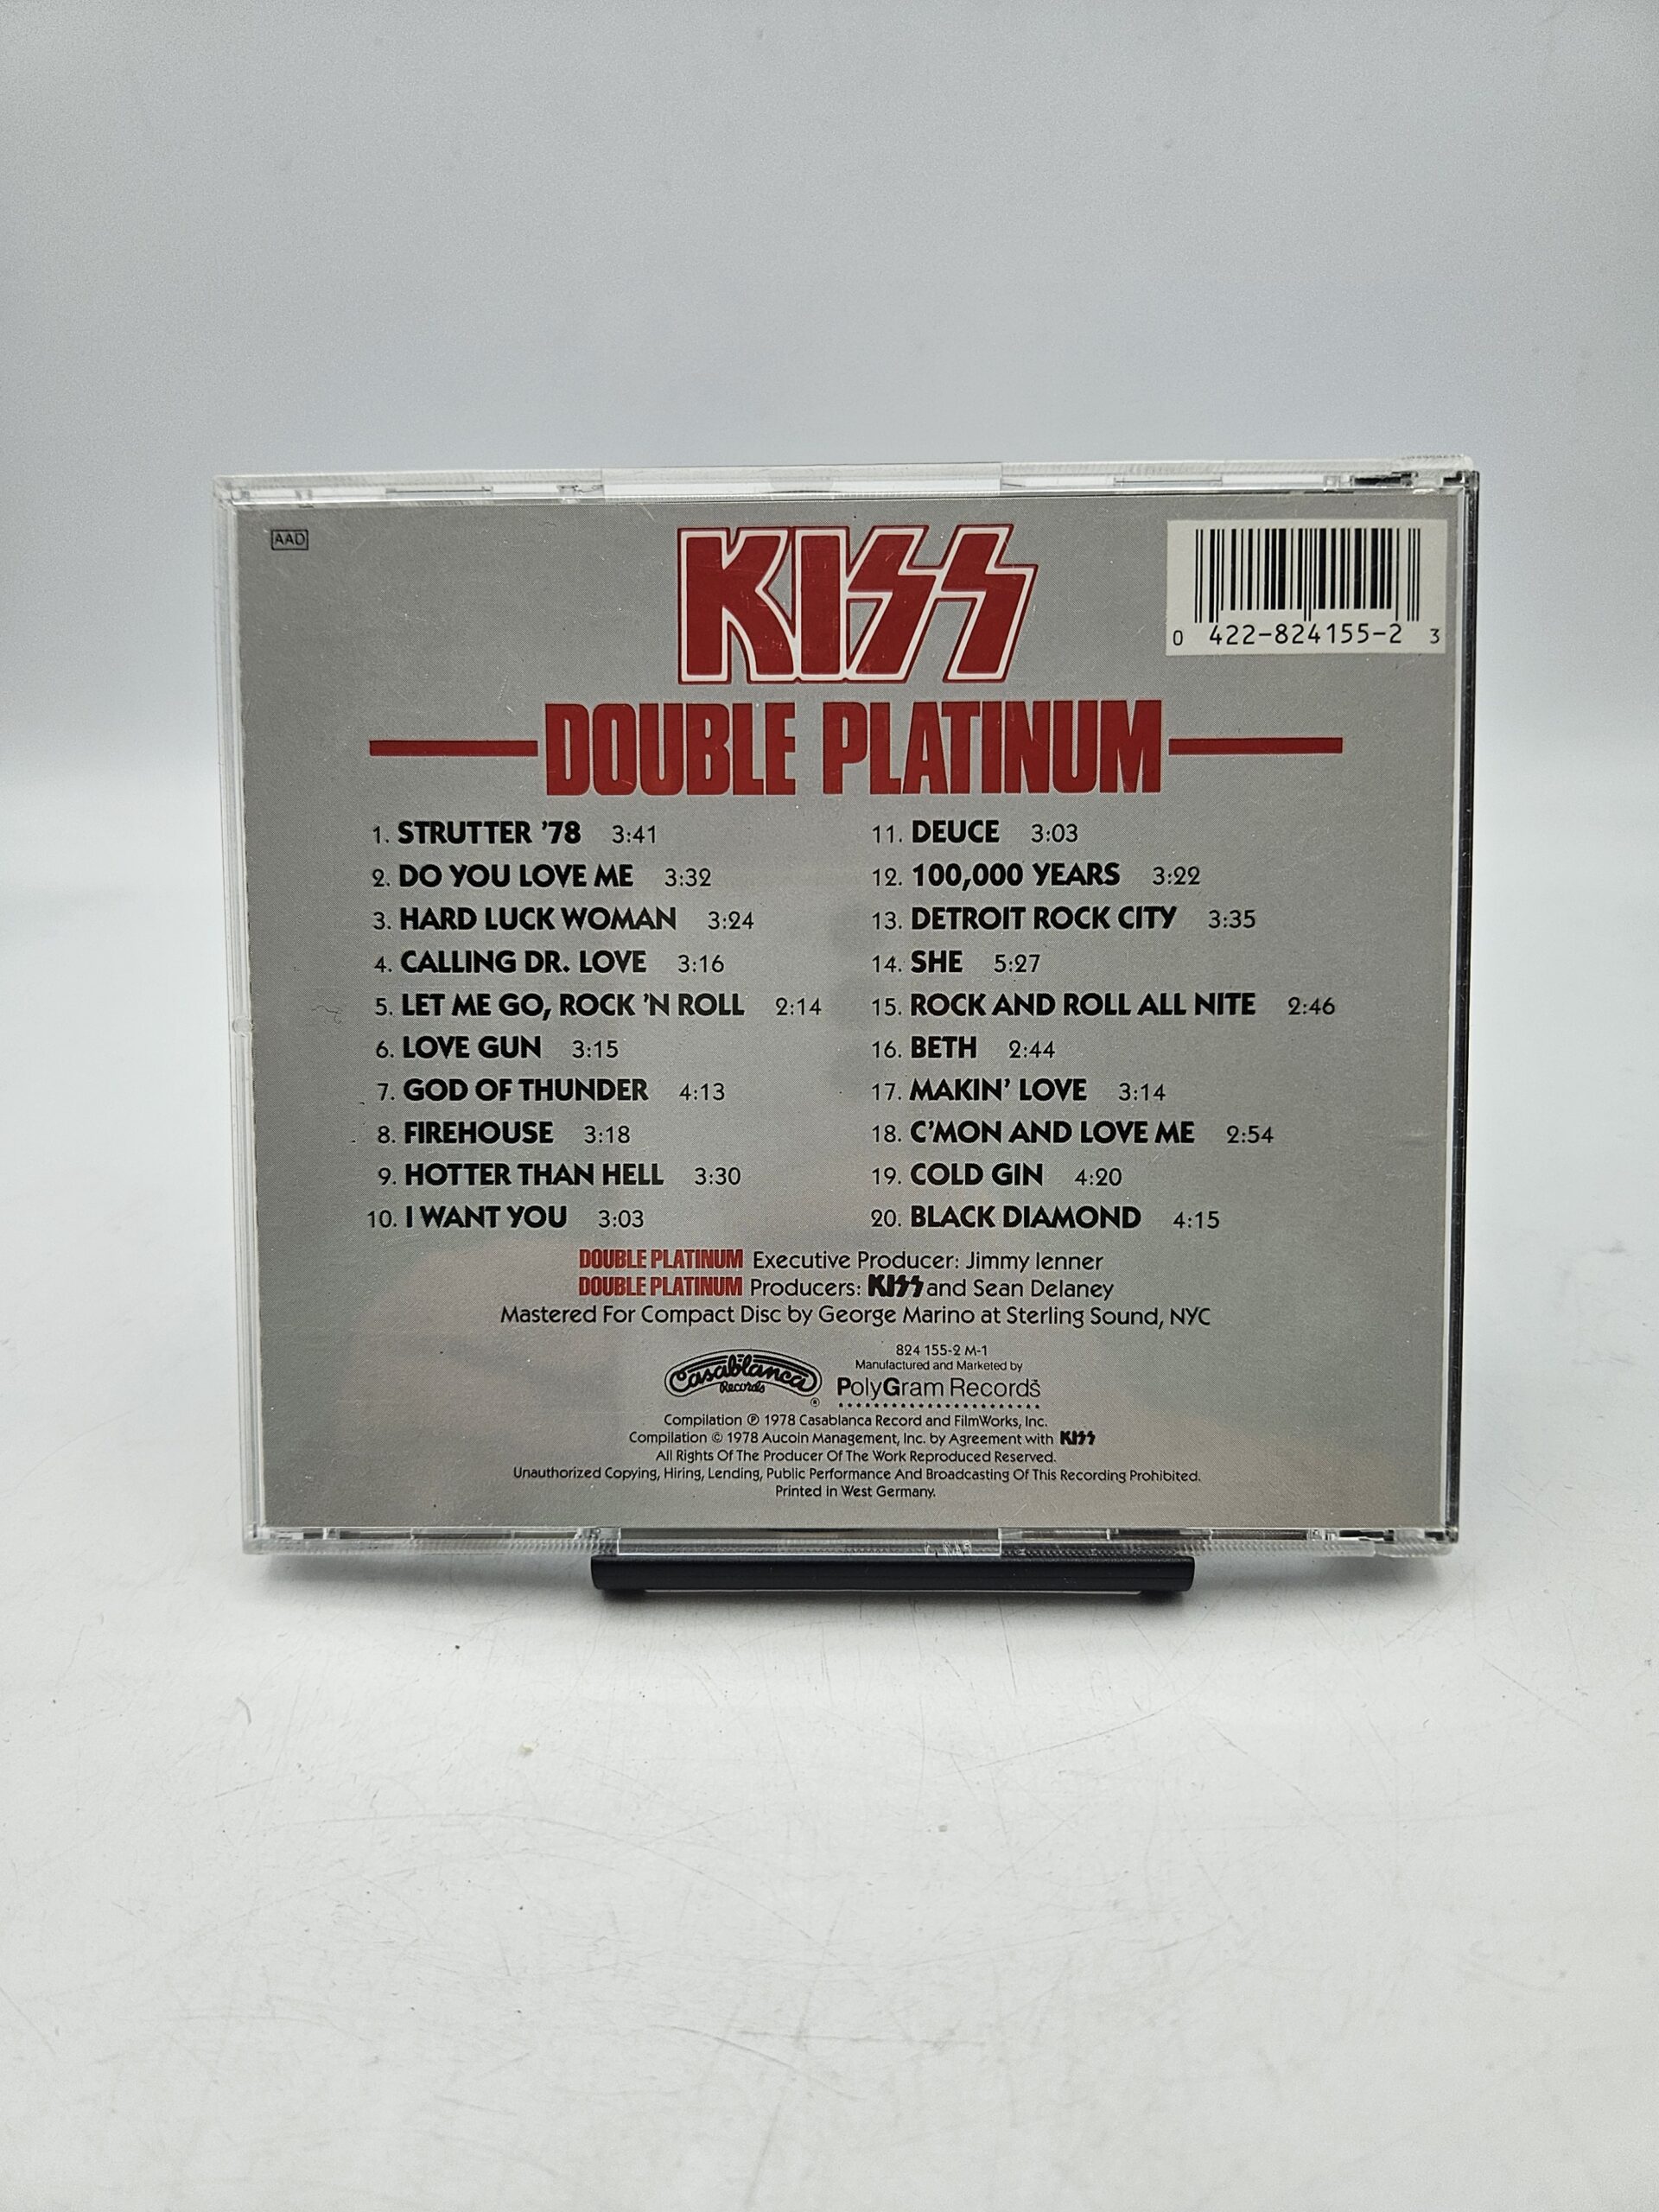 AAD
KISS
0 422-824155-2 3
DOUBLE PLATINUM
1. STRUTTER '78 3:41
2. DO YOU LOVE ME 3:32
3. HARD LUCK WOMAN 3:24
4. CALLING DR. LOVE 3:16
5. LET ME GO, ROCK 'N ROLL 2:14
6. LOVE GUN 3:15
7. GOD OF THUNDER 4:13
8. FIREHOUSE 3:18
9. HOTTER THAN HELL 3:30
10. I WANT YOU 3:03
11. DEUCE 3:03
12. 100,000 YEARS 3:22
13. DETROIT ROCK CITY 3:35
14. SHE 5:27
15. ROCK AND ROLL ALL NITE 2:46
16. BETH 2:44
17. MAKIN' LOVE 3:14
18. C'MON AND LOVE ME 2:54
19. COLD GIN 4:20
20. BLACK DIAMOND 4:15
DOUBLE PLATINUM Executive Producer: Jimmy Ienner
DOUBLE PLATINUM Producers: KISS and Sean Delaney
Mastered For Compact Disc by George Marino at Sterling Sound, NYC
Casablanca
Records
®
824 155-2 M-1
Manufactured and Marketed by
PolyGram Records
Compilation ℗ 1978 Casablanca Record and FilmWorks, Inc.
Compilation © 1978 Aucoin Management, Inc. by Agreement with KISS
All Rights Of The Producer Of The Work Reproduced Reserved.
Unauthorized Copying, Hiring, Lending, Public Performance And Broadcasting Of This Recording Prohibited.
Printed in West Germany.